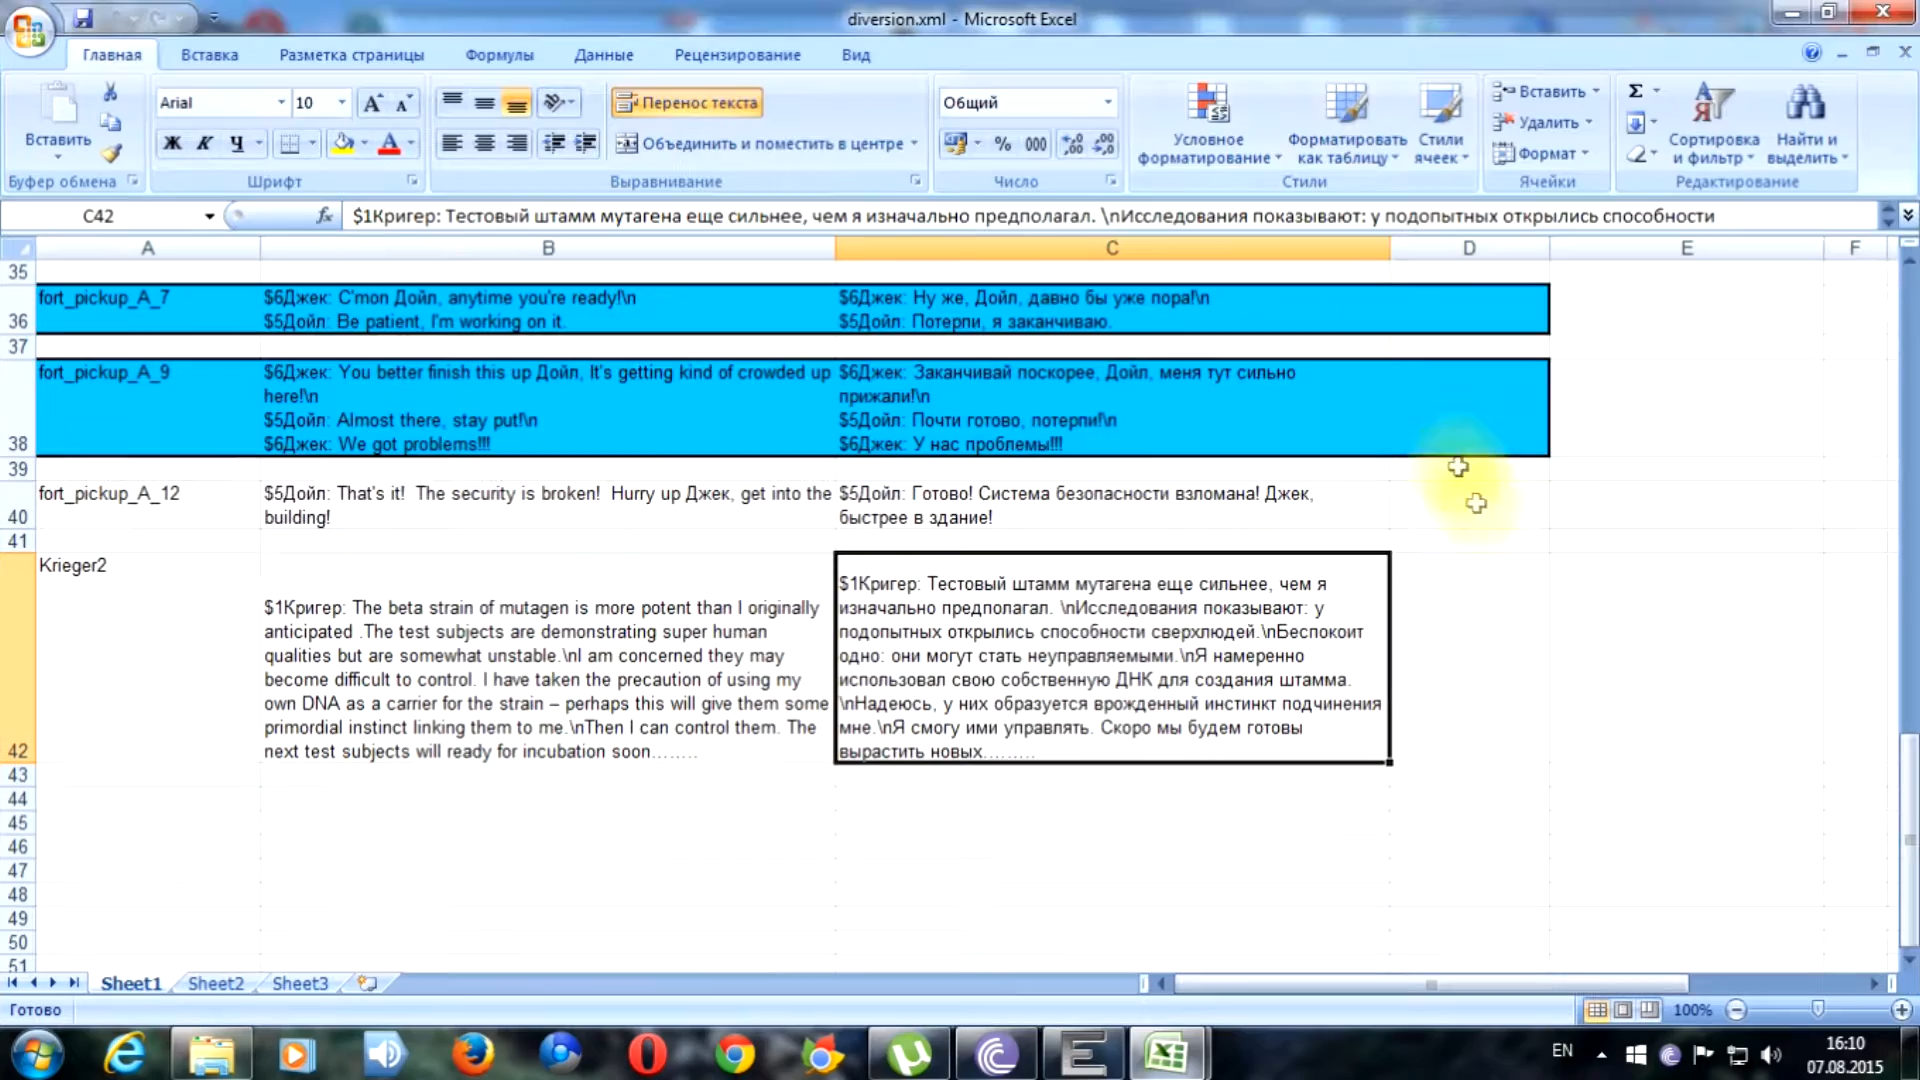 diversion.xml - Microsoft Excel
Главная Вставка Разметка страницы Формулы Данные Рецензирование Вид
Arial 10 Перенос текста Общий Вставить
Вставить Ж К Ч Объединить и поместить в центре % 000 Условное форматирование Форматировать как таблицу Стили ячеек Удалить Формат Сортировка и фильтр Найти и выделить
Буфер обмена Шрифт Выравнивание Число Стили Ячейки Редактирование
C42 fx $1Кригер: Тестовый штамм мутагена еще сильнее, чем я изначально предполагал. \nИсследования показывают: у подопытных открылись способности
A B C D E F
35
36 fort_pickup_A_7
$6Джек: C'mon Дойл, anytime you're ready!\n
$5Дойл: Be patient, I'm working on it.
$6Джек: Ну же, Дойл, давно бы уже пора!\n
$5Дойл: Потерпи, я заканчиваю.
37
38 fort_pickup_A_9
$6Джек: You better finish this up Дойл, It's getting kind of crowded up
here!\n
$5Дойл: Almost there, stay put!\n
$6Джек: We got problems!!!
$6Джек: Заканчивай поскорее, Дойл, меня тут сильно
прижали!\n
$5Дойл: Почти готово, потерпи!\n
$6Джек: У нас проблемы!!!
39
40 fort_pickup_A_12
$5Дойл: That's it!  The security is broken!  Hurry up Джек, get into the
building!
$5Дойл: Готово! Система безопасности взломана! Джек,
быстрее в здание!
41
42 Krieger2
$1Кригер: The beta strain of mutagen is more potent than I originally
anticipated .The test subjects are demonstrating super human
qualities but are somewhat unstable.\nI am concerned they may
become difficult to control. I have taken the precaution of using my
own DNA as a carrier for the strain – perhaps this will give them some
primordial instinct linking them to me.\nThen I can control them. The
next test subjects will ready for incubation soon........
$1Кригер: Тестовый штамм мутагена еще сильнее, чем я
изначально предполагал. \nИсследования показывают: у
подопытных открылись способности сверхлюдей.\nБеспокоит
одно: они могут стать неуправляемыми.\nЯ намеренно
использовал свою собственную ДНК для создания штамма.
\nНадеюсь, у них образуется врожденный инстинкт подчинения
мне.\nЯ смогу ими управлять. Скоро мы будем готовы
вырастить новых.........
43
44
45
46
47
48
49
50
51
Sheet1 Sheet2 Sheet3
Готово 100%
EN 16:10
07.08.2015